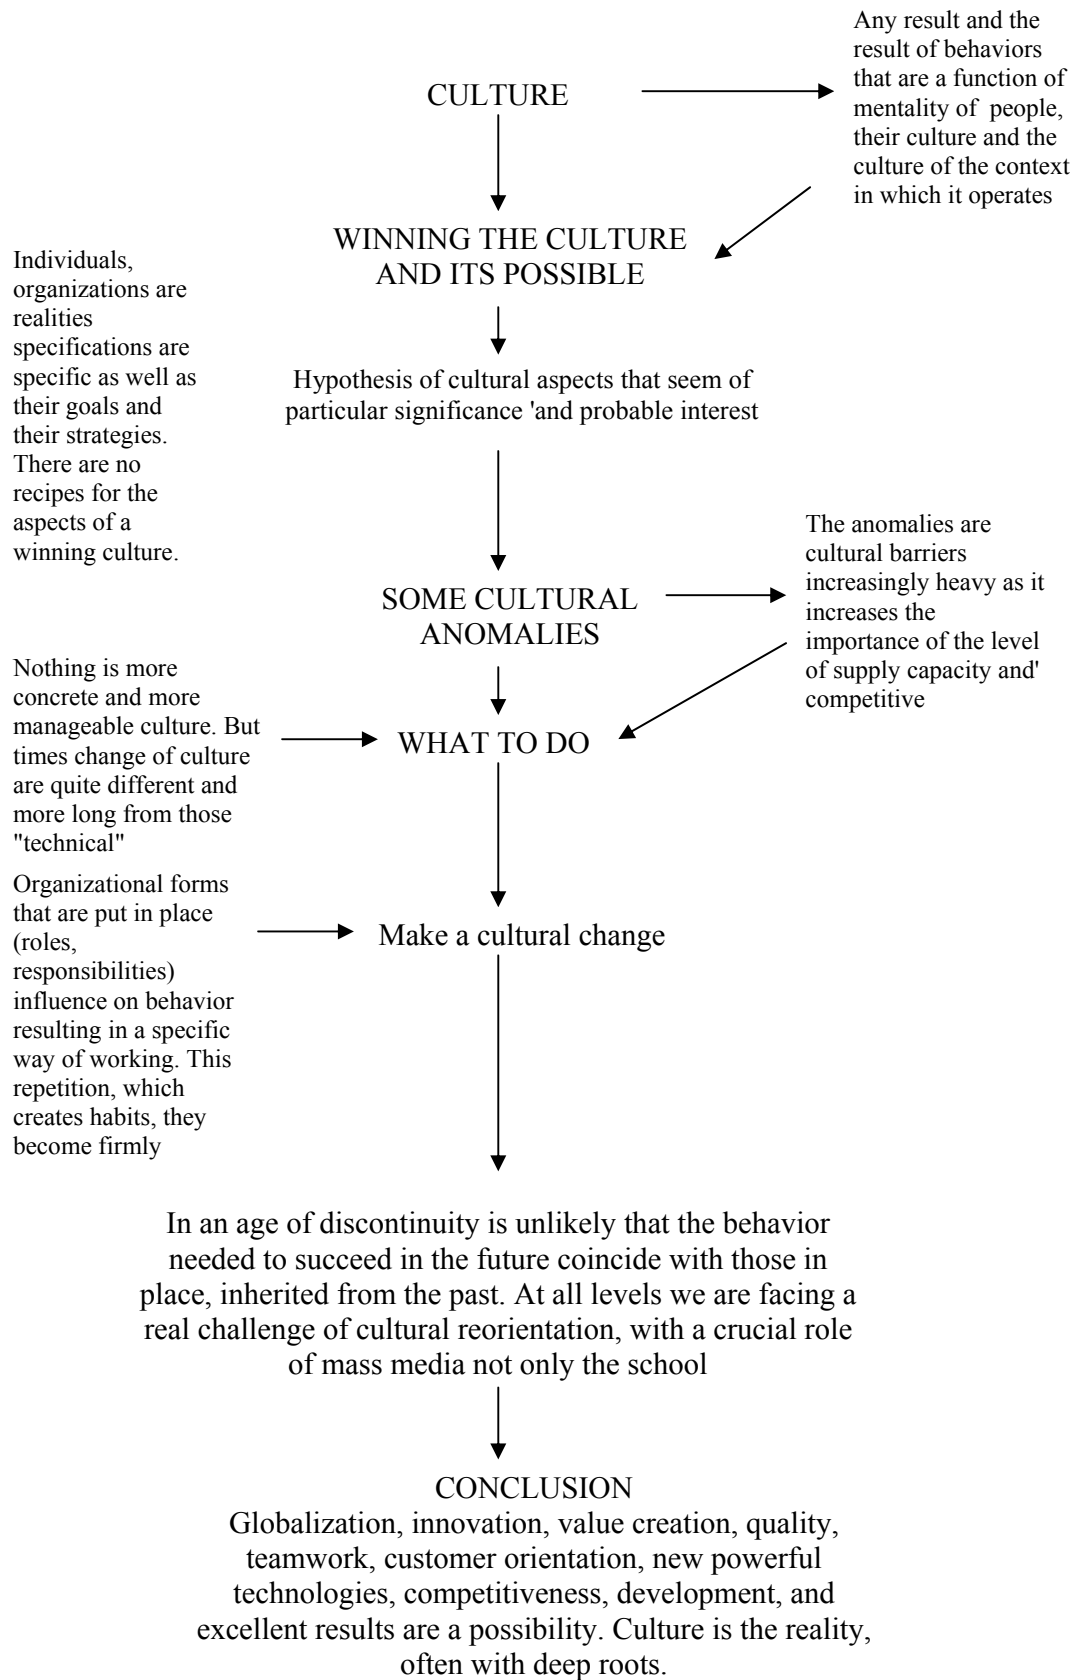 Any result and the
result of behaviors
that are a function of
mentality of  people,
their culture and the
culture of the context
in which it operates
CULTURE
WINNING THE CULTURE
AND ITS POSSIBLE
Individuals,
organizations are
realities
specifications are
specific as well as
their goals and
their strategies.
There are no
recipes for the
aspects of a
winning culture.
Hypothesis of cultural aspects that seem of
particular significance 'and probable interest
The anomalies are
cultural barriers
increasingly heavy as it
increases the
importance of the level
of supply capacity and'
competitive
SOME CULTURAL
ANOMALIES
Nothing is more
concrete and more
manageable culture. But
times change of culture
are quite different and
more long from those
"technical"
WHAT TO DO
Organizational forms
that are put in place
(roles,
responsibilities)
influence on behavior
resulting in a specific
way of working. This
repetition, which
creates habits, they
become firmly
Make a cultural change
In an age of discontinuity is unlikely that the behavior
needed to succeed in the future coincide with those in
place, inherited from the past. At all levels we are facing a
real challenge of cultural reorientation, with a crucial role
of mass media not only the school
CONCLUSION
Globalization, innovation, value creation, quality,
teamwork, customer orientation, new powerful
technologies, competitiveness, development, and
excellent results are a possibility. Culture is the reality,
often with deep roots.